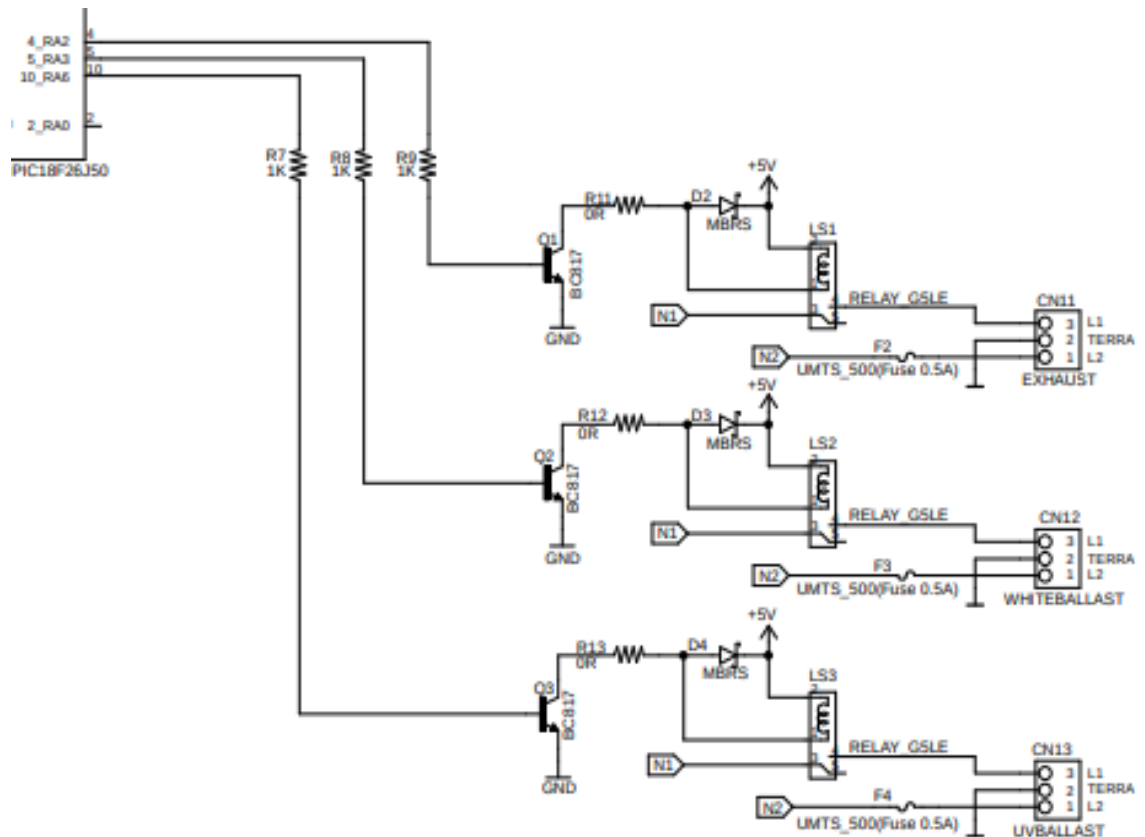 4_RA2
4
5_RA3
5
10_RA6
10
2_RA0
2
PIC18F26J50
R7
1K
R8
1K
R9
1K
+5V
R11
0R
D2
MBRS
Q1
BC817
LS1
GND
N1
RELAY_G5LE
CN11
3 L1
2 TERRA
1 L2
N2
F2
UMTS_500(Fuse 0.5A)
EXHAUST
+5V
R12
0R
D3
MBRS
Q2
BC817
LS2
GND
N1
RELAY_G5LE
CN12
3 L1
2 TERRA
1 L2
N2
F3
UMTS_500(Fuse 0.5A)
WHITEBALLAST
+5V
R13
0R
D4
MBRS
Q3
BC817
LS3
GND
N1
RELAY_G5LE
CN13
3 L1
2 TERRA
1 L2
N2
F4
UMTS_500(Fuse 0.5A)
UVBALLAST